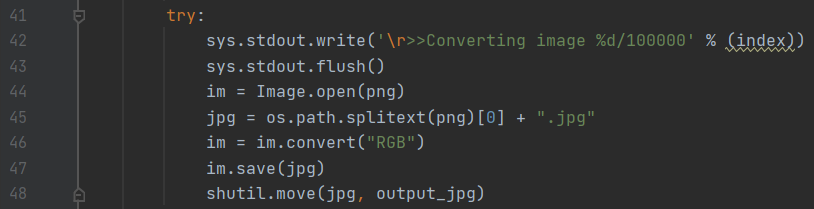 41 try:
42 sys.stdout.write('\r>>Converting image %d/100000' % (index))
43 sys.stdout.flush()
44 im = Image.open(png)
45 jpg = os.path.splitext(png)[0] + ".jpg"
46 im = im.convert("RGB")
47 im.save(jpg)
48 shutil.move(jpg, output_jpg)